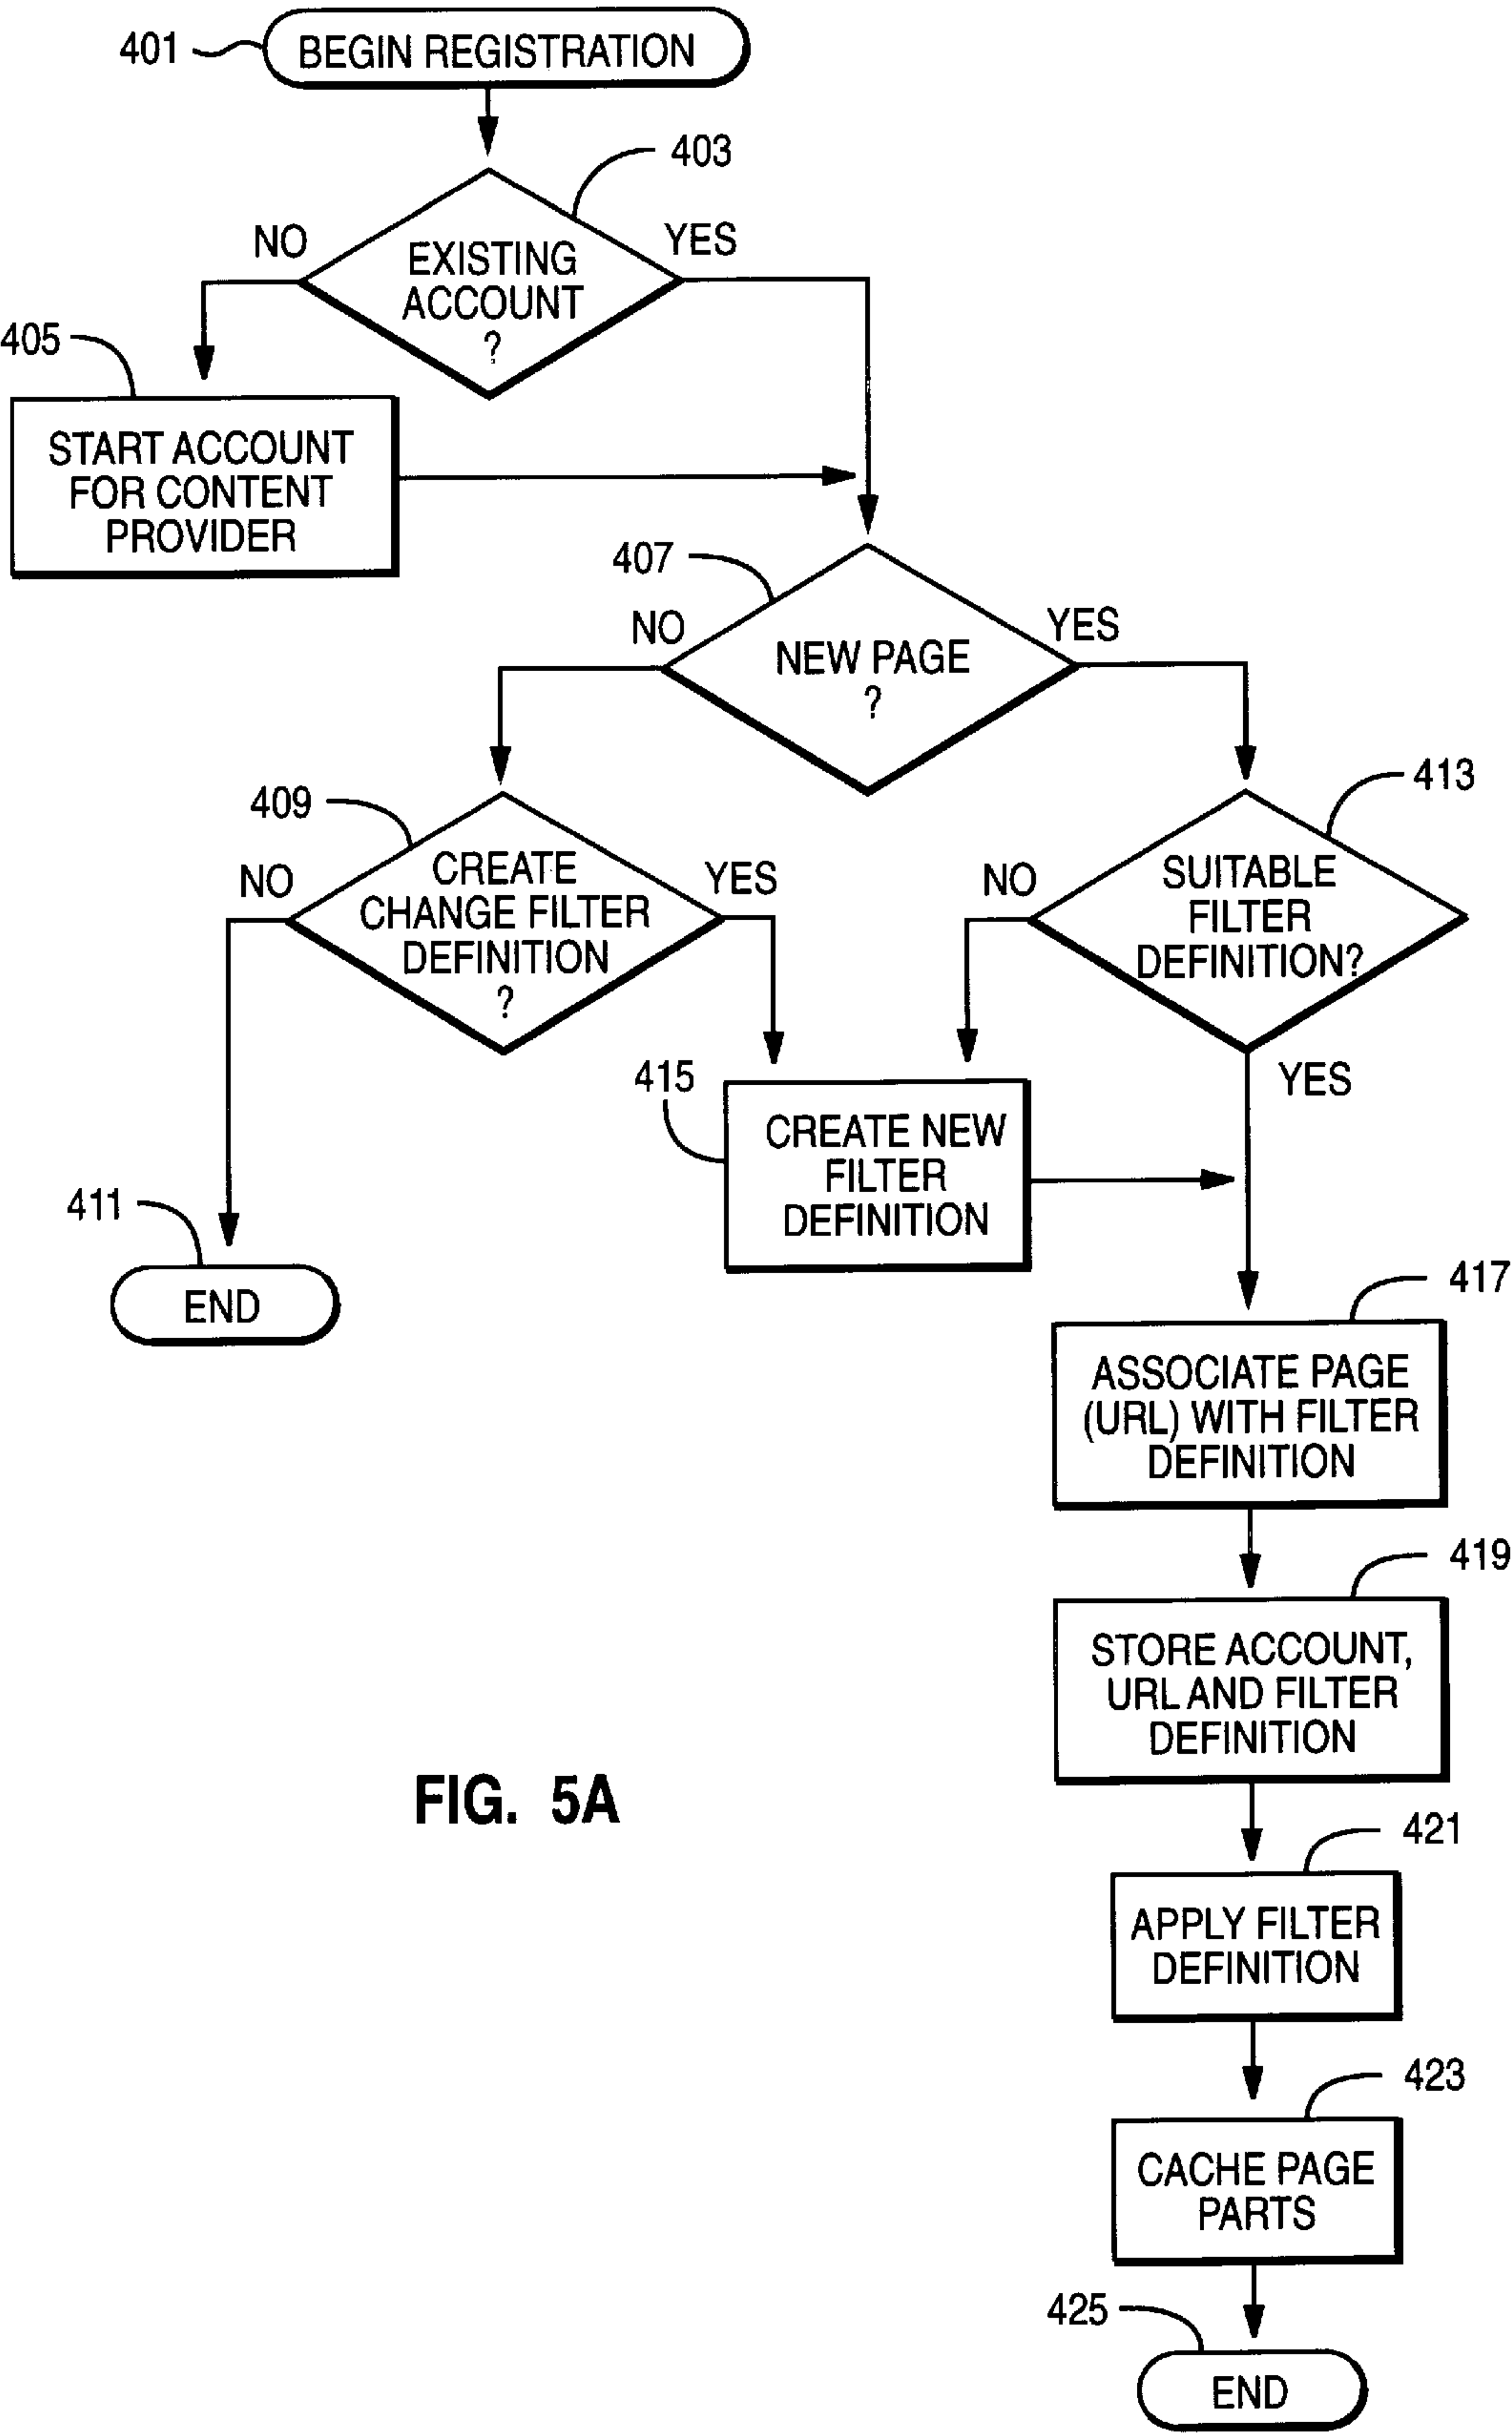 401
BEGIN REGISTRATION
403
NO
YES
EXISTING
ACCOUNT
?
405
START ACCOUNT
FOR CONTENT
PROVIDER
407
NO
YES
NEW PAGE
?
409
413
NO
CREATE
CHANGE FILTER
DEFINITION
?
YES
NO
SUITABLE
FILTER
DEFINITION?
YES
415
CREATE NEW
FILTER
DEFINITION
411
END
417
ASSOCIATE PAGE
(URL) WITH FILTER
DEFINITION
419
STORE ACCOUNT,
URL AND FILTER
DEFINITION
FIG. 5A
421
APPLY FILTER
DEFINITION
423
CACHE PAGE
PARTS
425
END